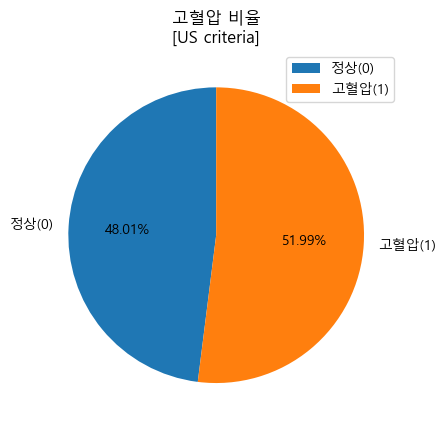 고혈압 비율
[US criteria]
정상(0)
고혈압(1)
정상(0)
48.01%
51.99%
고혈압(1)